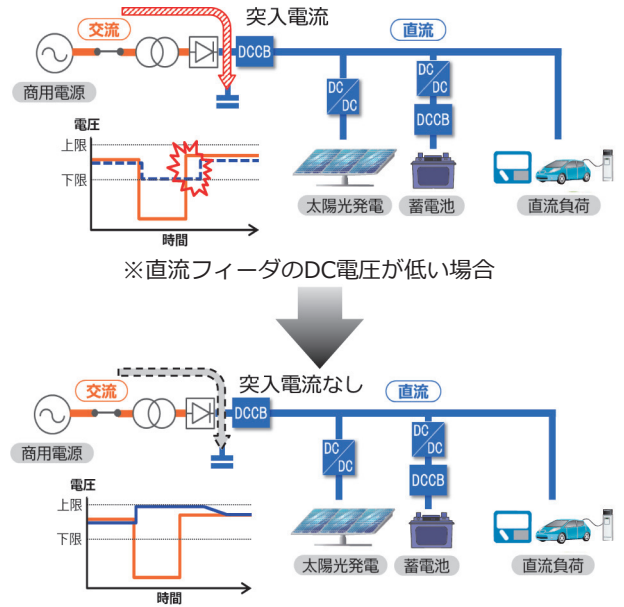 突入電流
交流
直流
DCCB
商用電源
DC
DC
DC
DC
DCCB
電圧
上限
下限
時間
太陽光発電
蓄電池
直流負荷
※直流フィーダのDC電圧が低い場合
突入電流なし
交流
直流
DCCB
商用電源
DC
DC
DC
DC
DCCB
電圧
上限
下限
時間
太陽光発電
蓄電池
直流負荷